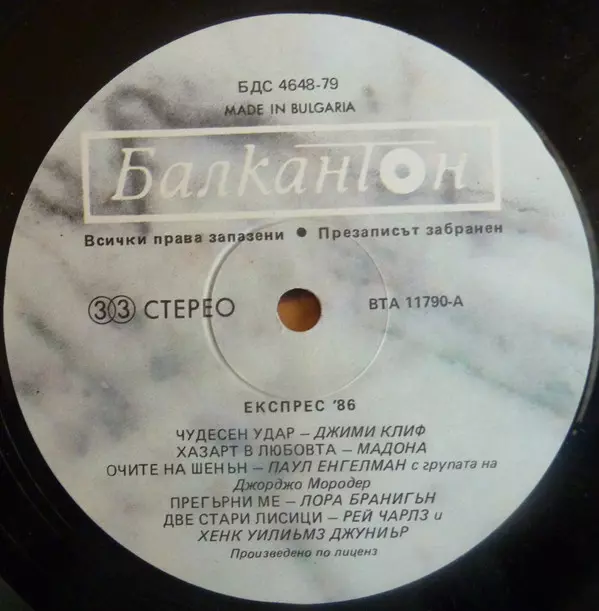 БДС 4648-79
MADE IN BULGARIA
Балкантон
Всички права запазени ● Презаписът забранен
33 СТЕРЕО
ВТА 11790-А
ЕКСПРЕС '86
ЧУДЕСЕН УДАР – ДЖИМИ КЛИФ
ХАЗАРТ В ЛЮБОВТА – МАДОНА
ОЧИТЕ НА ШЕНЪН – ПАУЛ ЕНГЕЛМАН с групата на
Джорджо Мородер
ПРЕГЪРНИ МЕ – ЛОРА БРАНИГЪН
ДВЕ СТАРИ ЛИСИЦИ – РЕЙ ЧАРЛЗ и
ХЕНК УИЛИЪМЗ ДЖУНИЪР
Произведено по лиценз